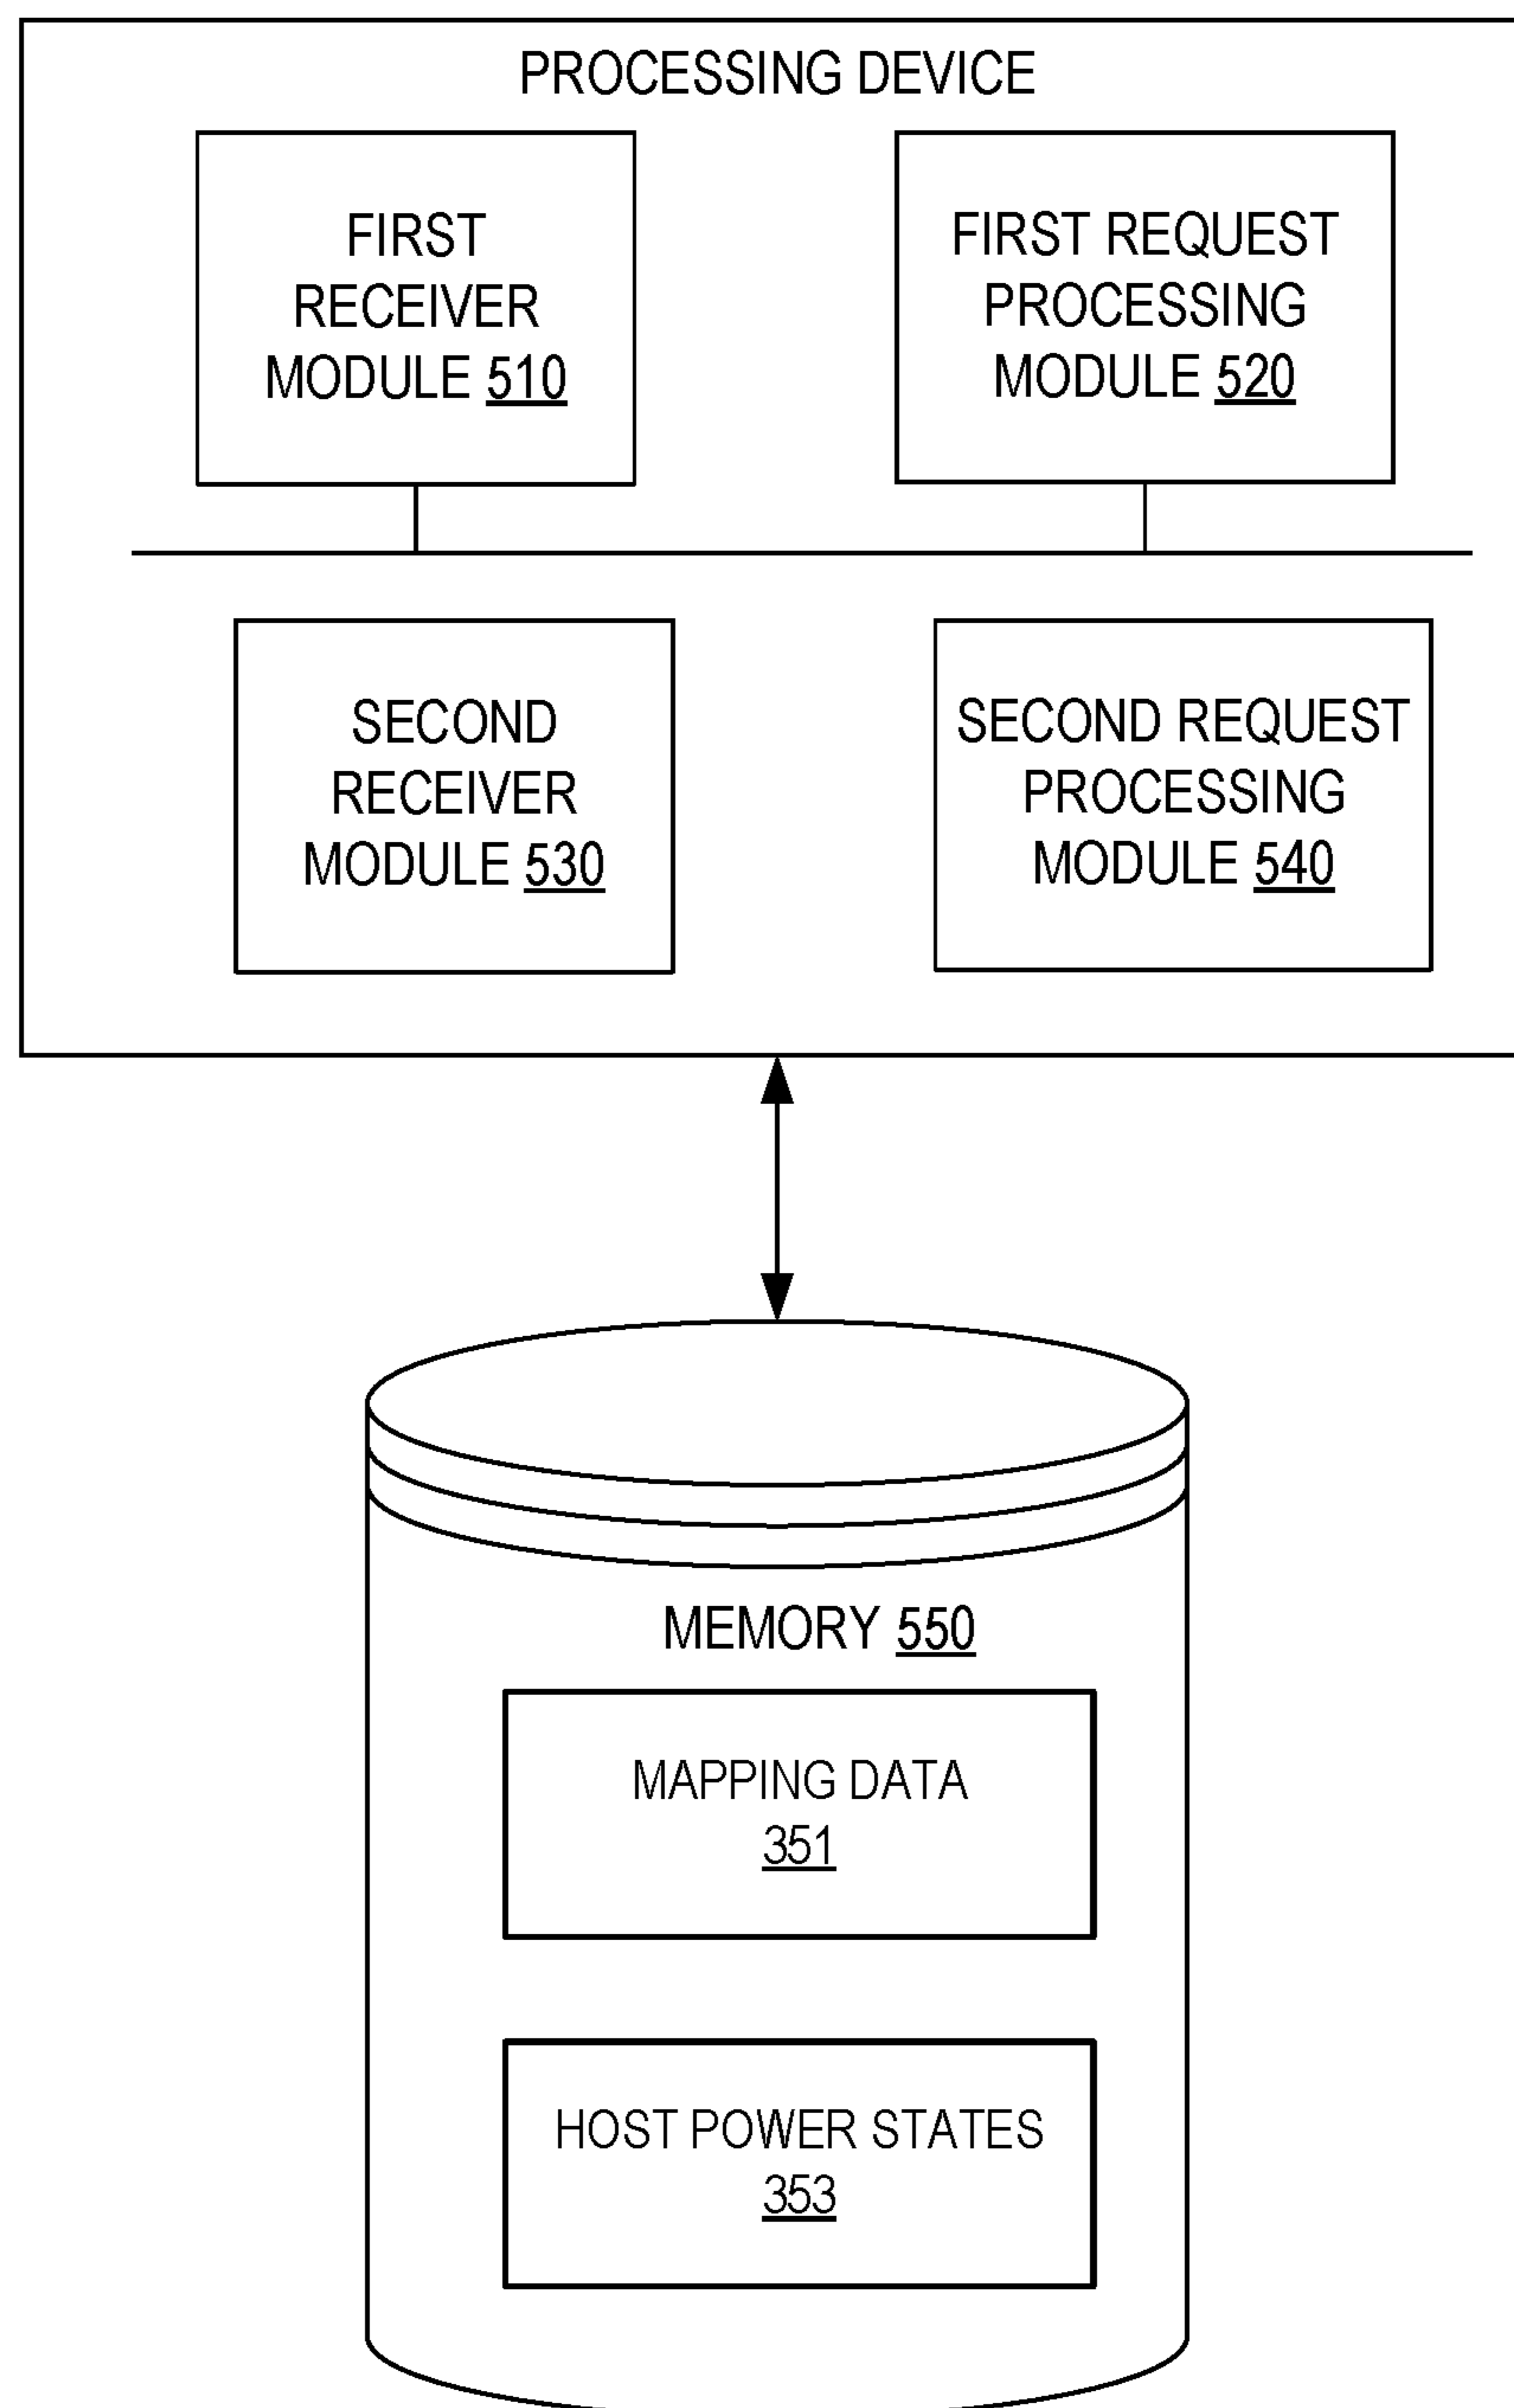 PROCESSING DEVICE
FIRST
RECEIVER
MODULE 510
FIRST REQUEST
PROCESSING
MODULE 520
SECOND
RECEIVER
MODULE 530
SECOND REQUEST
PROCESSING
MODULE 540
MEMORY 550
MAPPING DATA
351
HOST POWER STATES
353